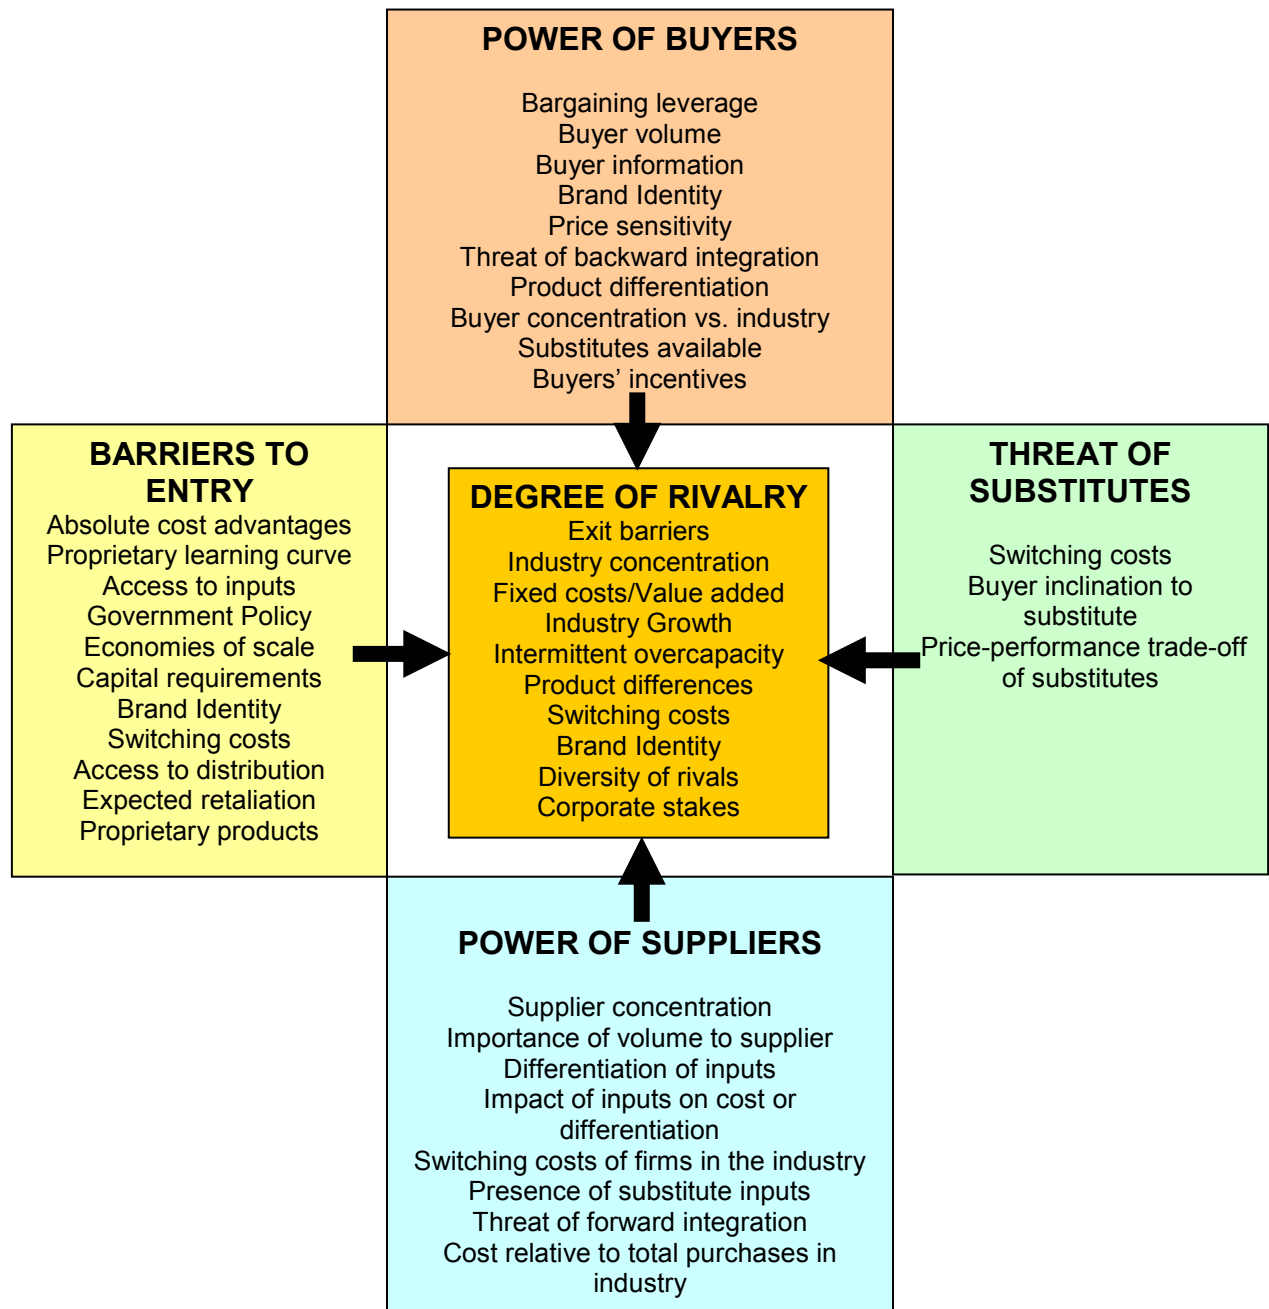 POWER OF BUYERS
Bargaining leverage
Buyer volume
Buyer information
Brand Identity
Price sensitivity
Threat of backward integration
Product differentiation
Buyer concentration vs. industry
Substitutes available
Buyers’ incentives
BARRIERS TO
ENTRY
Absolute cost advantages
Proprietary learning curve
Access to inputs
Government Policy
Economies of scale
Capital requirements
Brand Identity
Switching costs
Access to distribution
Expected retaliation
Proprietary products
DEGREE OF RIVALRY
Exit barriers
Industry concentration
Fixed costs/Value added
Industry Growth
Intermittent overcapacity
Product differences
Switching costs
Brand Identity
Diversity of rivals
Corporate stakes
THREAT OF
SUBSTITUTES
Switching costs
Buyer inclination to
substitute
Price-performance trade-off
of substitutes
POWER OF SUPPLIERS
Supplier concentration
Importance of volume to supplier
Differentiation of inputs
Impact of inputs on cost or
differentiation
Switching costs of firms in the industry
Presence of substitute inputs
Threat of forward integration
Cost relative to total purchases in
industry